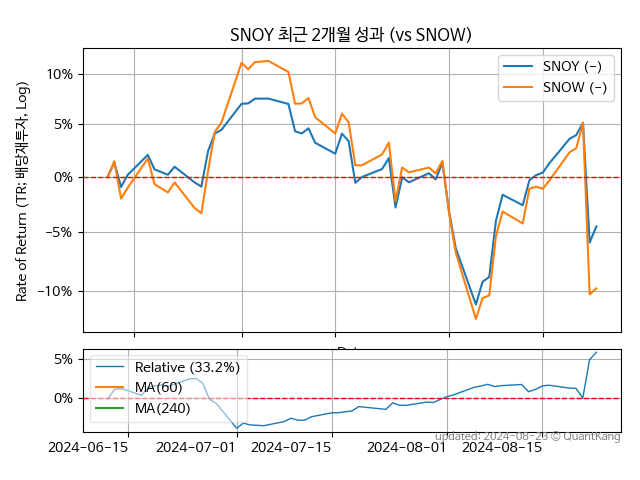 SNOY 최근 2개월 성과 (vs SNOW)
Rate of Return (TR: 배당재투자, Log)
10%
5%
0%
−5%
−10%
SNOY (-)
SNOW (-)
5%
0%
Relative (33.2%)
MA(60)
MA(240)
2024-06-15
2024-07-01
2024-07-15
2024-08-01
2024-08-15
updated: 2024-08-23 © QuantKang